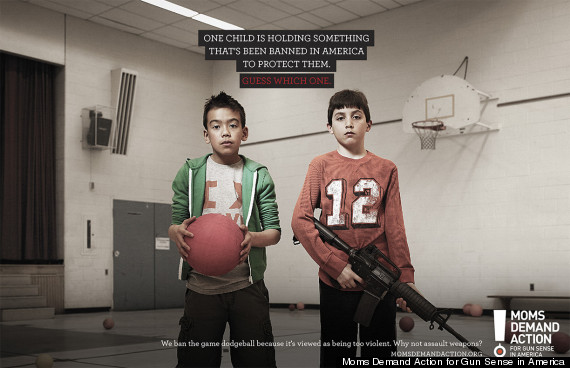 ONE CHILD IS HOLDING SOMETHING
THAT'S BEEN BANNED IN AMERICA
TO PROTECT THEM.
GUESS WHICH ONE.
12
We ban the game dodgeball because it's viewed as being too violent. Why not assault weapons?
MOMSDEMANDACTION.ORG
MOMS
DEMAND
ACTION
FOR GUN SENSE
IN AMERICA
Moms Demand Action for Gun Sense in America